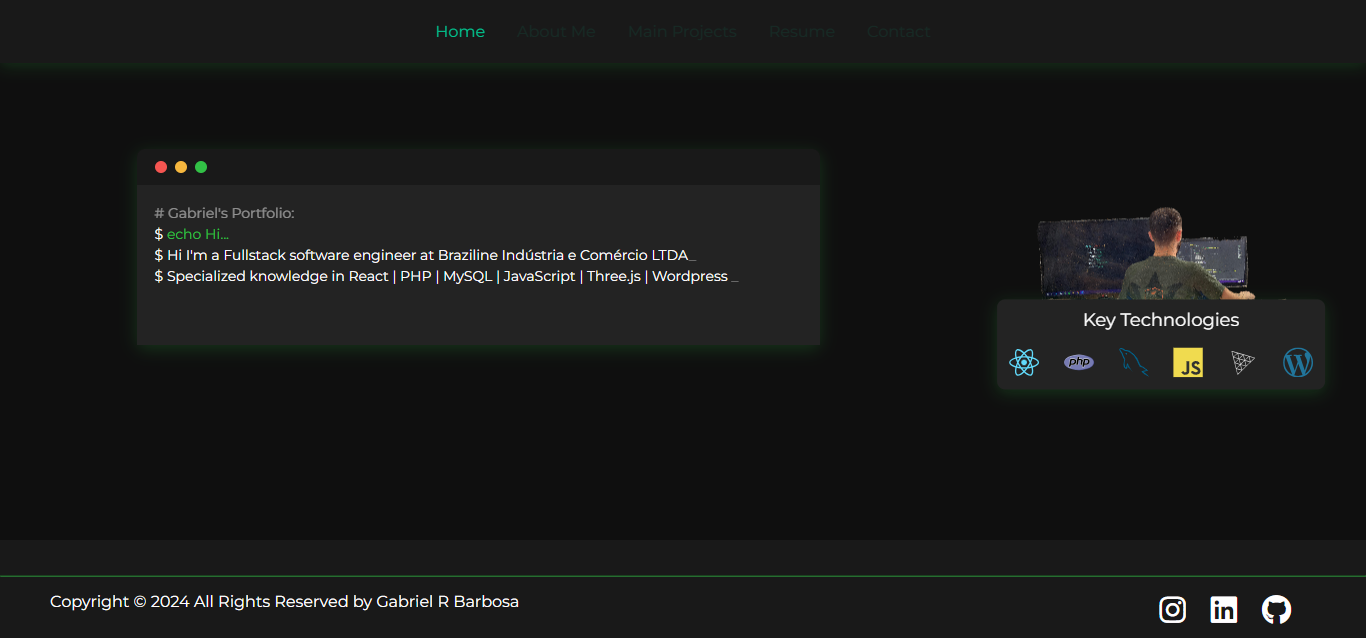 Home About Me Main Projects Resume Contact
# Gabriel's Portfolio:
$ echo Hi...
$ Hi I'm a Fullstack software engineer at Braziline Indústria e Comércio LTDA_
$ Specialized knowledge in React | PHP | MySQL | JavaScript | Three.js | Wordpress _
Key Technologies
php JS
Copyright © 2024 All Rights Reserved by Gabriel R Barbosa